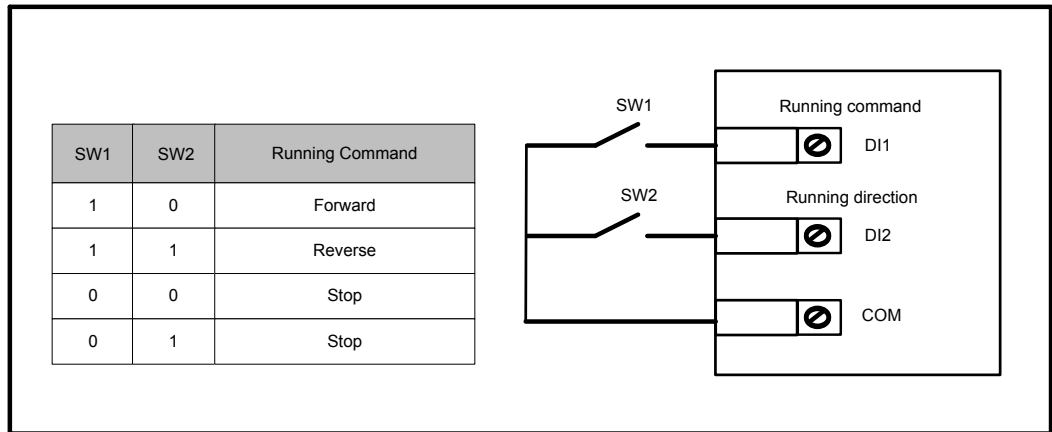 SW1 SW2 Running Command
1 0 Forward
1 1 Reverse
0 0 Stop
0 1 Stop
SW1
Running command
DI1
SW2
Running direction
DI2
COM